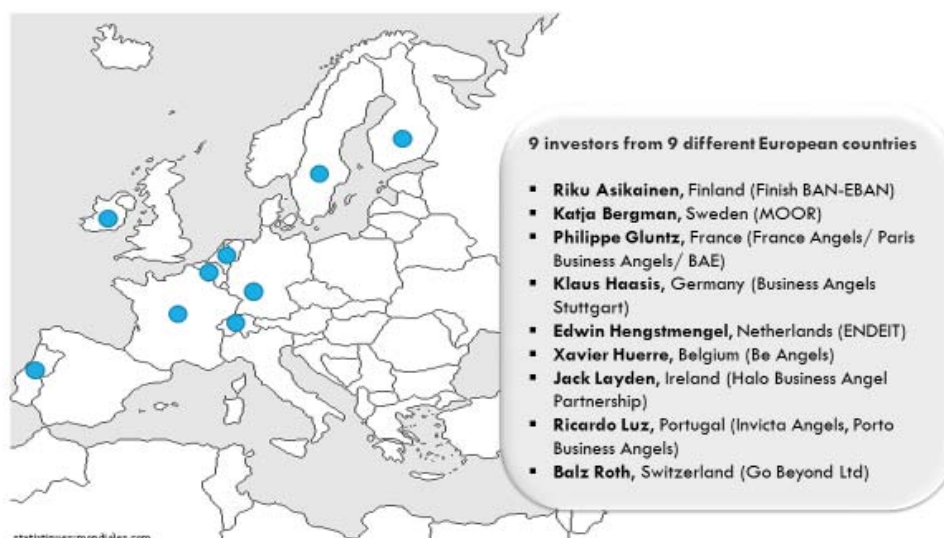 9 investors from 9 different European countries
▪ Riku Asikainen, Finland (Finish BAN-EBAN)
▪ Katja Bergman, Sweden (MOOR)
▪ Philippe Gluntz, France (France Angels/ Paris
Business Angels/ BAE)
▪ Klaus Haasis, Germany (Business Angels
Stuttgart)
▪ Edwin Hengstmengel, Netherlands (ENDEIT)
▪ Xavier Huerre, Belgium (Be Angels)
▪ Jack Layden, Ireland (Halo Business Angel
Partnership)
▪ Ricardo Luz, Portugal (Invicta Angels, Porto
Business Angels)
▪ Balz Roth, Switzerland (Go Beyond Ltd)